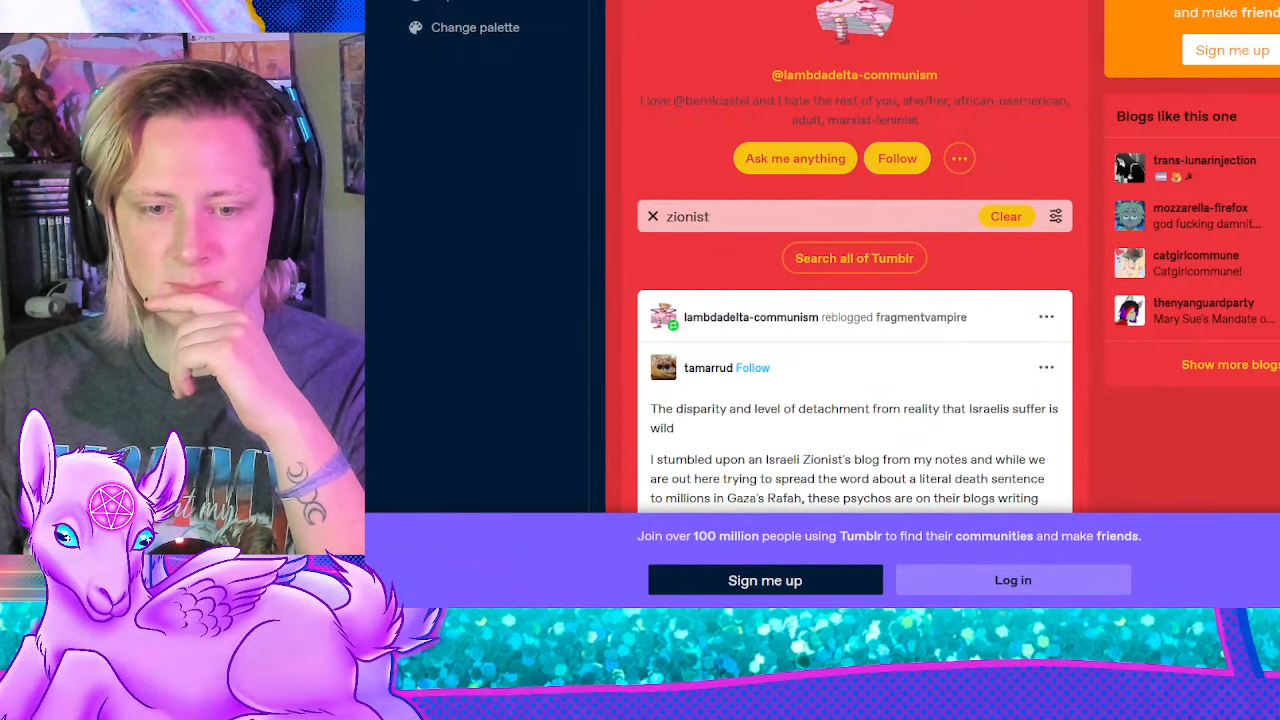 Change palette
@lambdadelta-communism
I love @bernlcastel and I hate the rest of you, she/her, african-usamerican,
adult, marxist-leninist
Ask me anything
Follow
zionist
Clear
Search all of Tumblr
lambdadelta-communism reblogged fragmentvampire
tamarrud Follow
The disparity and level of detachment from reality that Israelis suffer is
wild
I stumbled upon an Israeli Zionist's blog from my notes and while we
are out here trying to spread the word about a literal death sentence
to millions in Gaza's Rafah, these psychos are on their blogs writing
and make friend
Sign me up
Blogs like this one
trans-lunarinjection
mozzarella-firefox
god fucking damnit...
catgirlcommune
Catgirlcommune!
thenyanguardparty
Mary Sue's Mandate o...
Show more blogs
Join over 100 million people using Tumblr to find their communities and make friends.
Sign me up
Log in